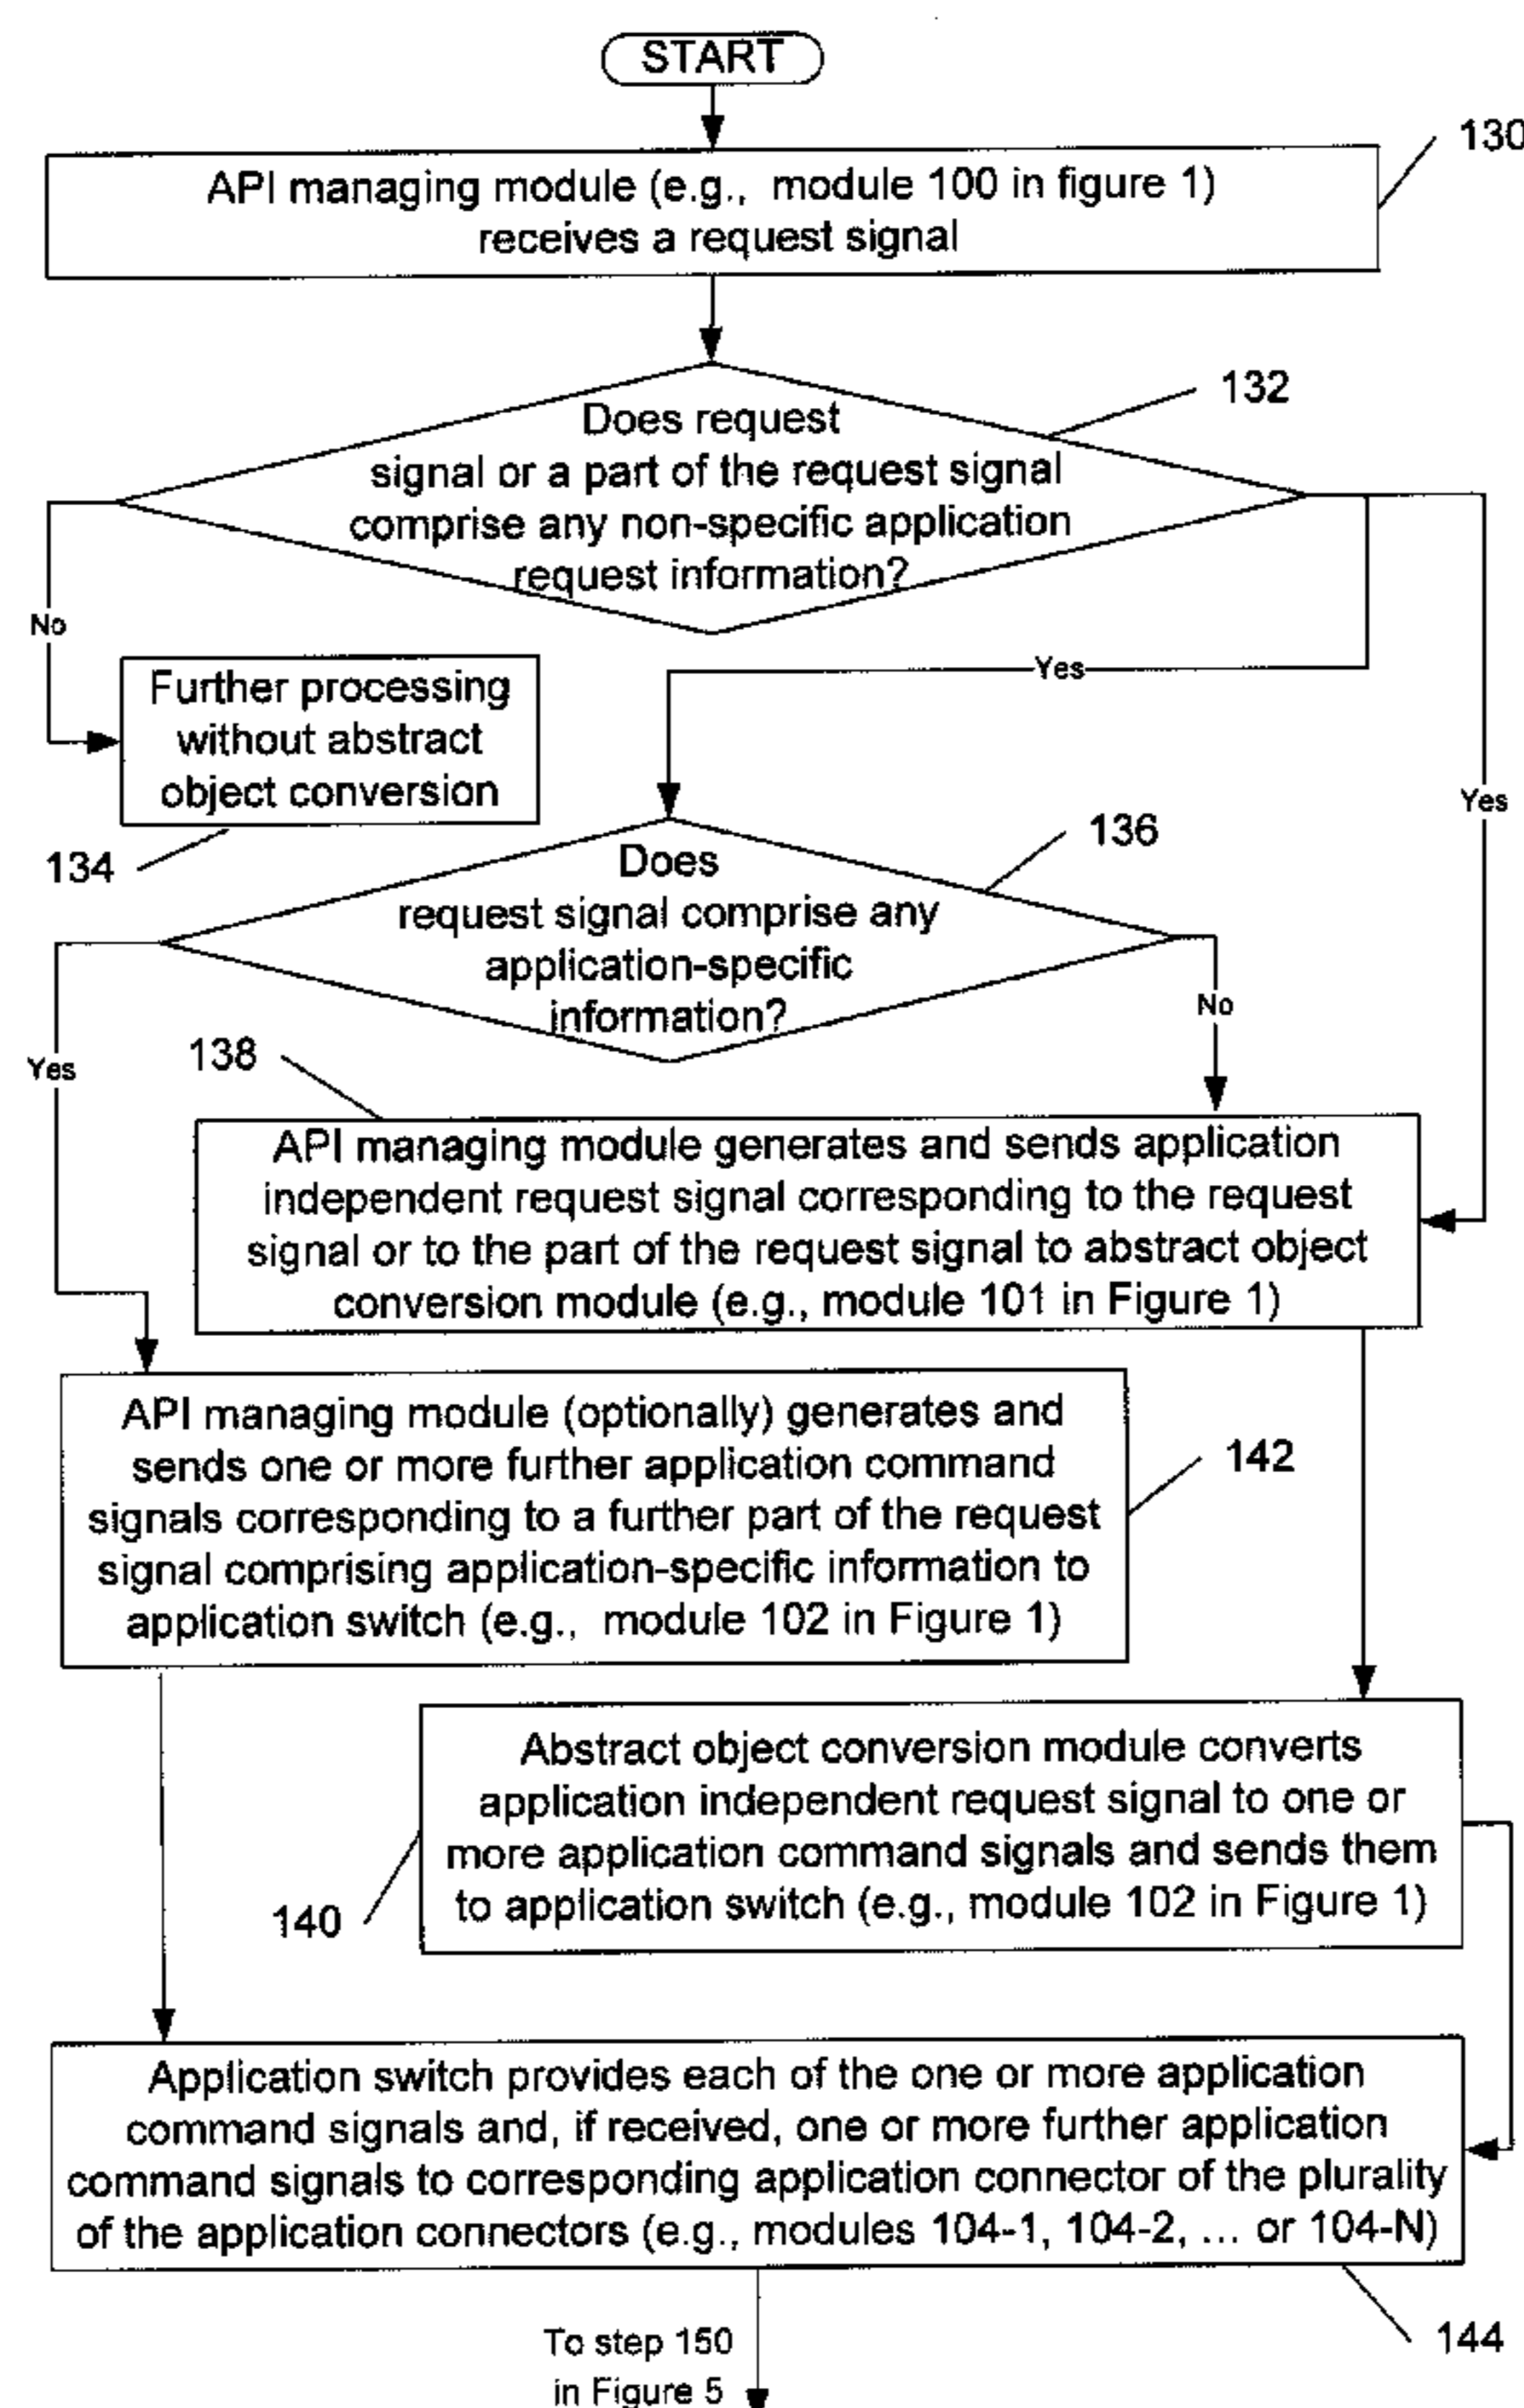 START
130
API managing module (e.g., module 100 in figure 1)
receives a request signal
132
Does request
signal or a part of the request signal
comprise any non-specific application
request information?
No
Yes
Further processing
without abstract
object conversion
Yes
134
136
Does
request signal comprise any
application-specific
information?
No
Yes
138
API managing module generates and sends application
independent request signal corresponding to the request
signal or to the part of the request signal to abstract object
conversion module (e.g., module 101 in Figure 1)
API managing module (optionally) generates and
sends one or more further application command
signals corresponding to a further part of the request
signal comprising application-specific information to
application switch (e.g., module 102 in Figure 1)
142
Abstract object conversion module converts
application independent request signal to one or
more application command signals and sends them
to application switch (e.g., module 102 in Figure 1)
140
Application switch provides each of the one or more application
command signals and, if received, one or more further application
command signals to corresponding application connector of the plurality
of the application connectors (e.g., modules 104-1, 104-2, ... or 104-N)
144
To step 150
in Figure 5